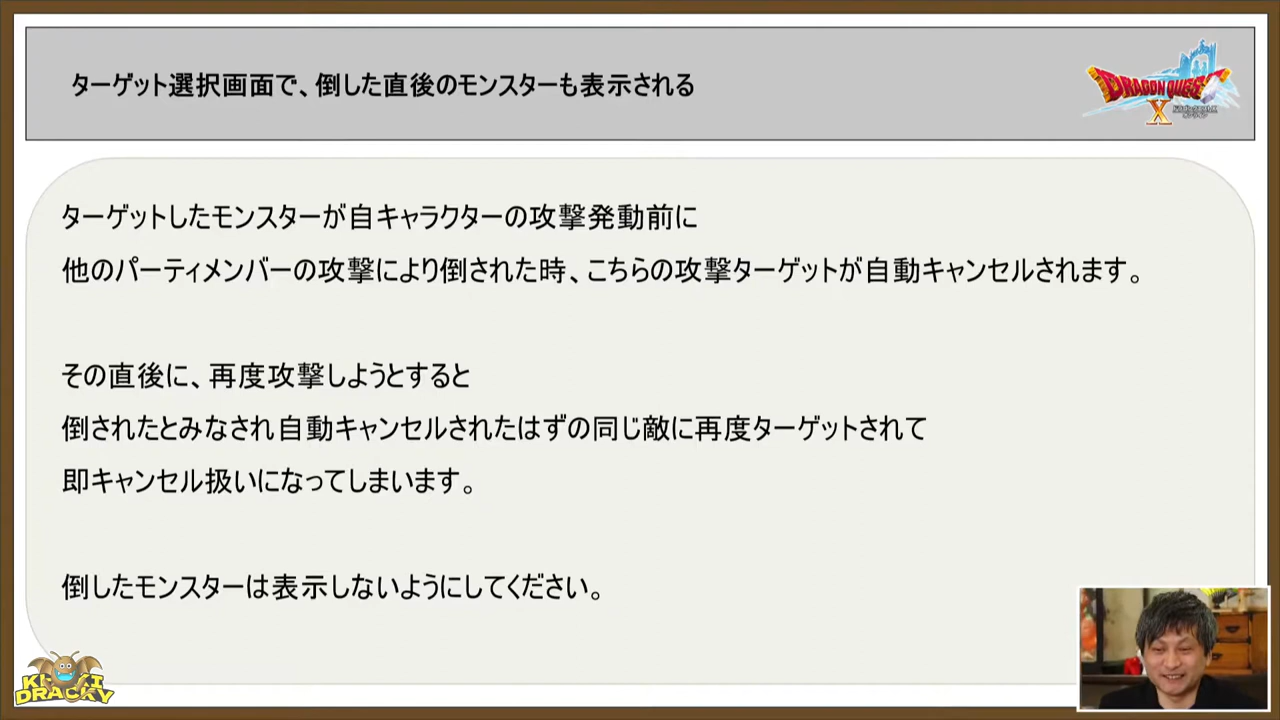 ターゲット選択画面で、倒した直後のモンスターも表示される
DRAGON QUEST
X
ターゲットしたモンスターが自キャラクターの攻撃発動前に
他のパーティメンバーの攻撃により倒された時、こちらの攻撃ターゲットが自動キャンセルされます。
その直後に、再度攻撃しようとすると
倒されたとみなされ自動キャンセルされたはずの同じ敵に再度ターゲットされて
即キャンセル扱いになってしまいます。
倒したモンスターは表示しないようにしてください。
DRACKY